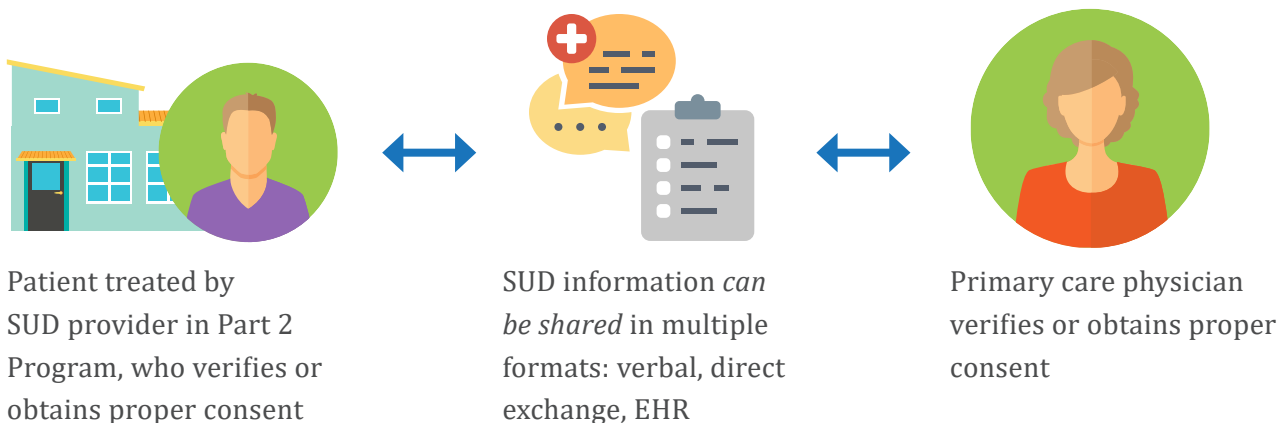 Patient treated by
SUD provider in Part 2
Program, who verifies or
obtains proper consent
SUD information can
be shared in multiple
formats: verbal, direct
exchange, EHR
Primary care physician
verifies or obtains proper
consent